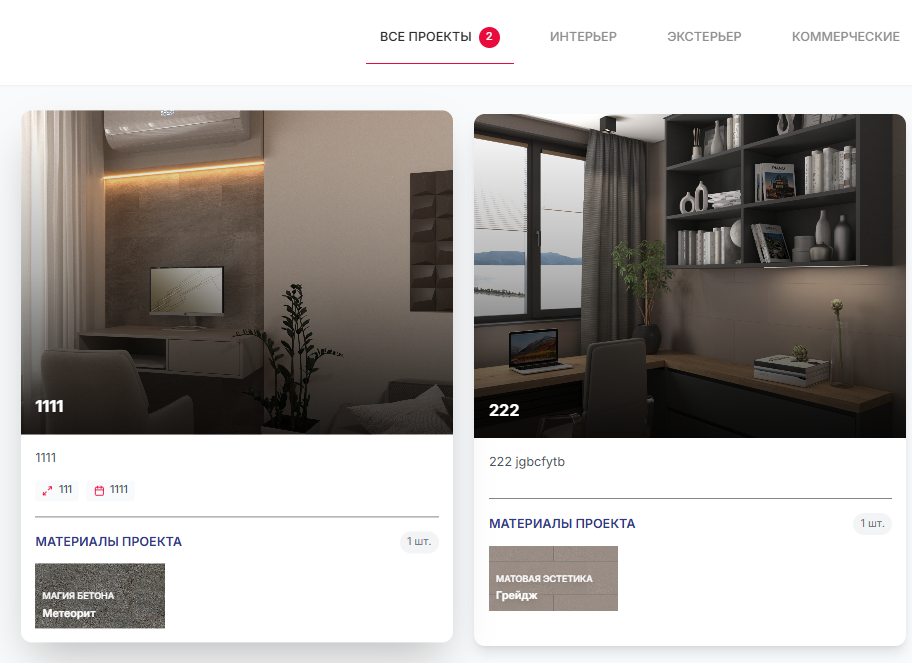 ВСЕ ПРОЕКТЫ 2 ИНТЕРЬЕР ЭКСТЕРЬЕР КОММЕРЧЕСКИЕ
1111
1111
111 1111
МАТЕРИАЛЫ ПРОЕКТА 1 шт.
МАГИЯ БЕТОНА
Метеорит
222
222 jgbcfytb
МАТЕРИАЛЫ ПРОЕКТА 1 шт.
МАТОВАЯ ЭСТЕТИКА
Грейдж